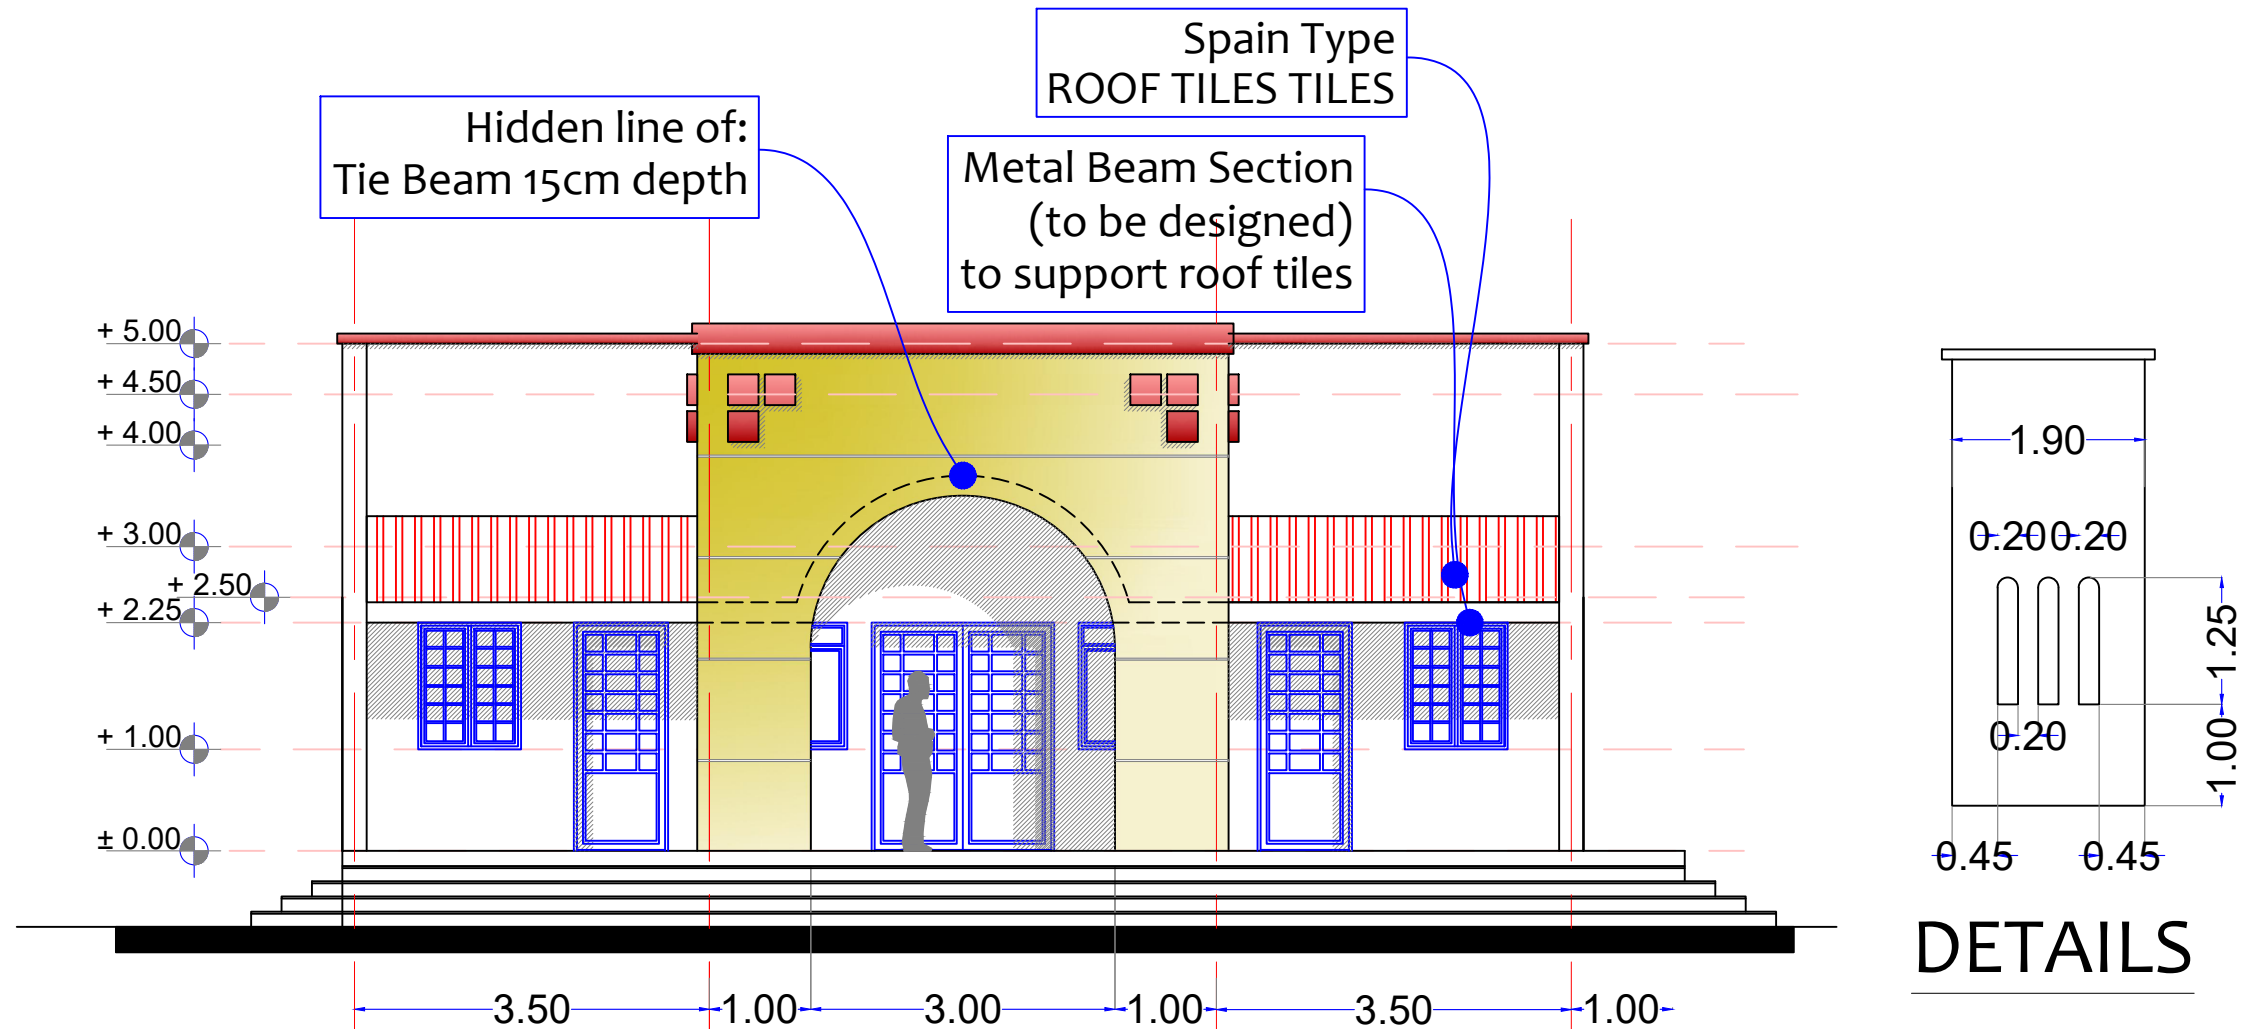 Spain Type
ROOF TILES TILES
Hidden line of:
Tie Beam 15cm depth
Metal Beam Section
(to be designed)
to support roof tiles
+ 5.00
+ 4.50
+ 4.00
+ 3.00
+ 2.50
+ 2.25
+ 1.00
± 0.00
3.50
1.00
3.00
1.00
3.50
1.00
1.90
0.20
0.20
1.25
0.20
1.00
0.45
0.45
DETAILS